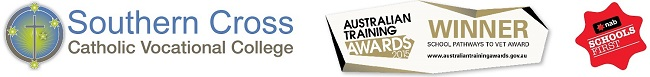 Southern Cross
Catholic Vocational College
AUSTRALIAN
TRAINING
AWARDS
WINNER
SCHOOL PATHWAYS TO VET AWARD
www.australiantrainingawards.gov.au
nab
SCHOOLS
FIRST